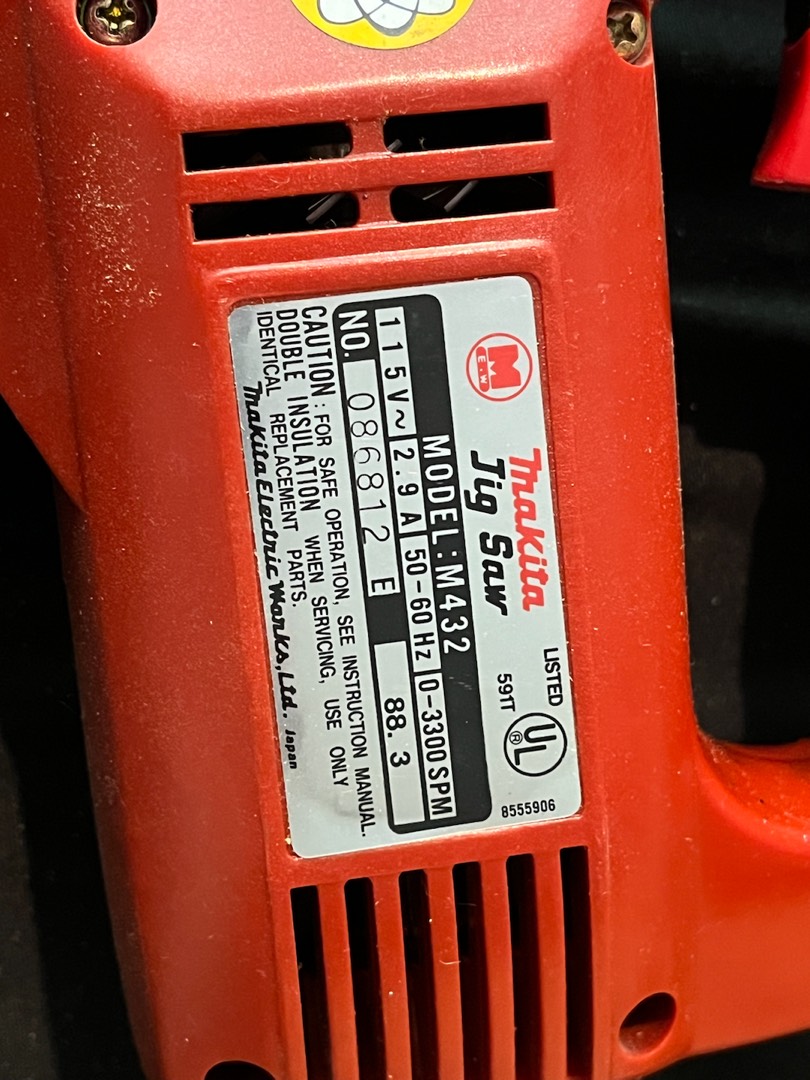 M
E.W
Makita
Jig Saw
LISTED
591T
UL
®
8555906
MODEL:M432
115V~ 2.9A 50-60Hz 0-3300SPM
NO. 086812 E 88.3
CAUTION : FOR SAFE OPERATION, SEE INSTRUCTION MANUAL.
DOUBLE INSULATION WHEN SERVICING, USE ONLY
IDENTICAL REPLACEMENT PARTS.
Makita Electric Works, Ltd. Japan